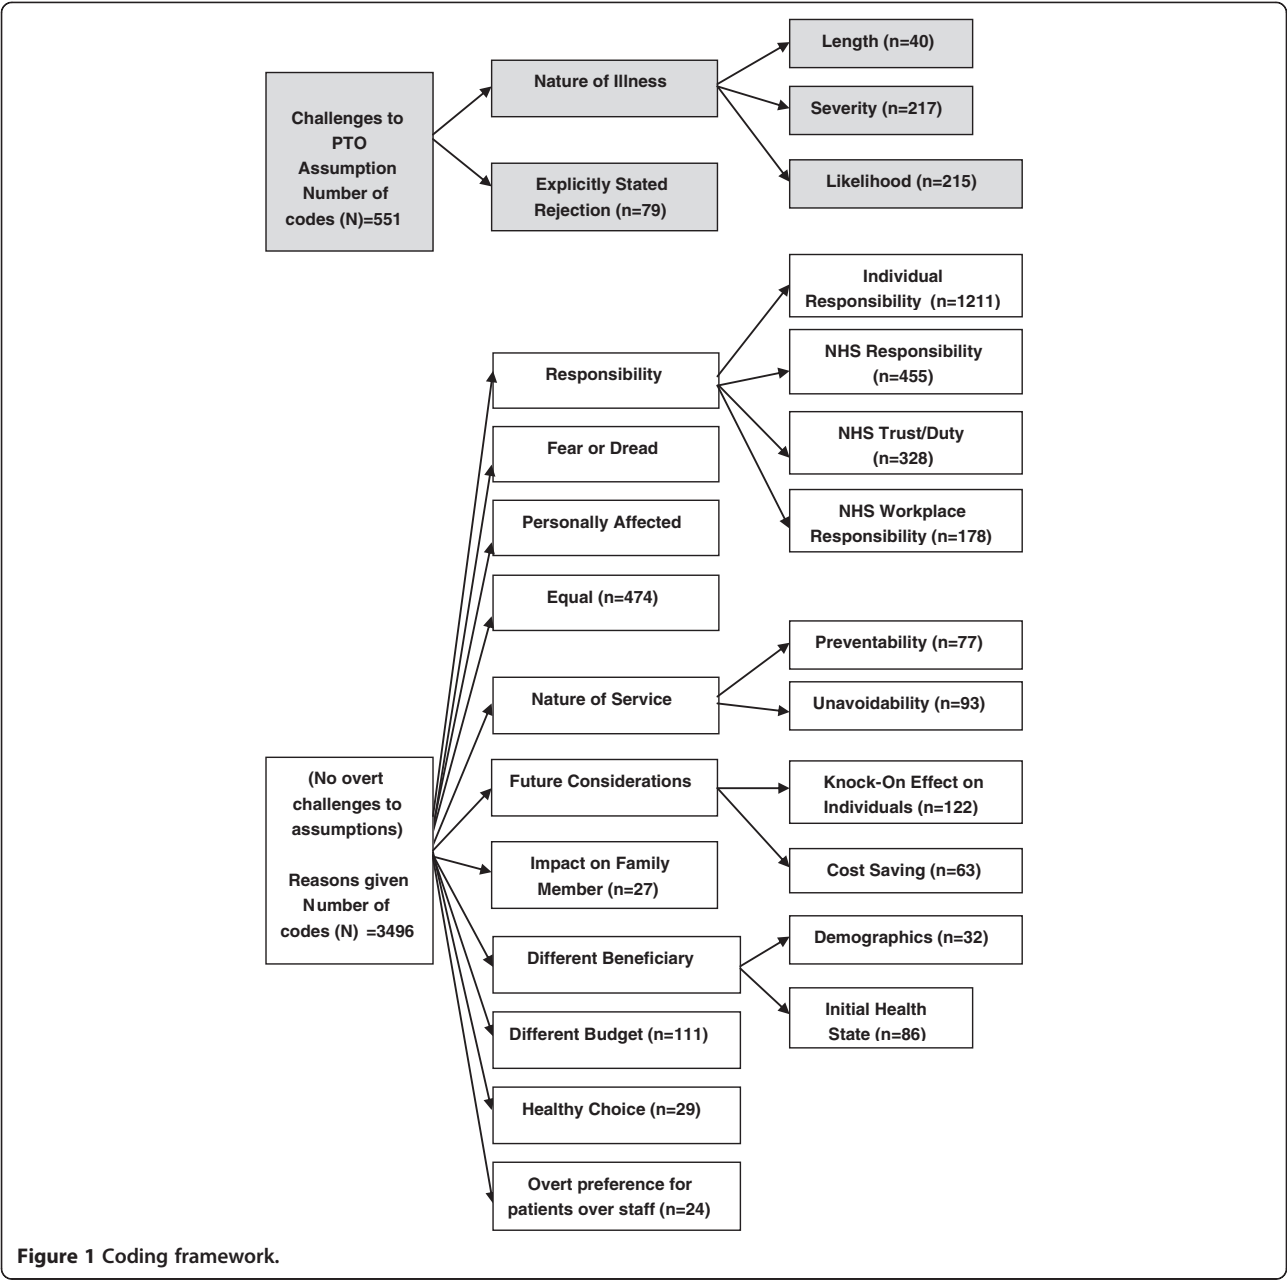 Challenges to
PTO
Assumption
Number of
codes (N)=551
Nature of Illness
Explicitly Stated
Rejection (n=79)
Length (n=40)
Severity (n=217)
Likelihood (n=215)
(No overt
challenges to
assumptions)
Reasons given
Number of
codes (N) =3496
Responsibility
Individual
Responsibility (n=1211)
NHS Responsibility
(n=455)
NHS Trust/Duty
(n=328)
NHS Workplace
Responsibility (n=178)
Fear or Dread
Personally Affected
Equal (n=474)
Nature of Service
Preventability (n=77)
Unavoidability (n=93)
Future Considerations
Knock-On Effect on
Individuals (n=122)
Cost Saving (n=63)
Impact on Family
Member (n=27)
Different Beneficiary
Demographics (n=32)
Initial Health
State (n=86)
Different Budget (n=111)
Healthy Choice (n=29)
Overt preference for
patients over staff (n=24)
Figure 1 Coding framework.